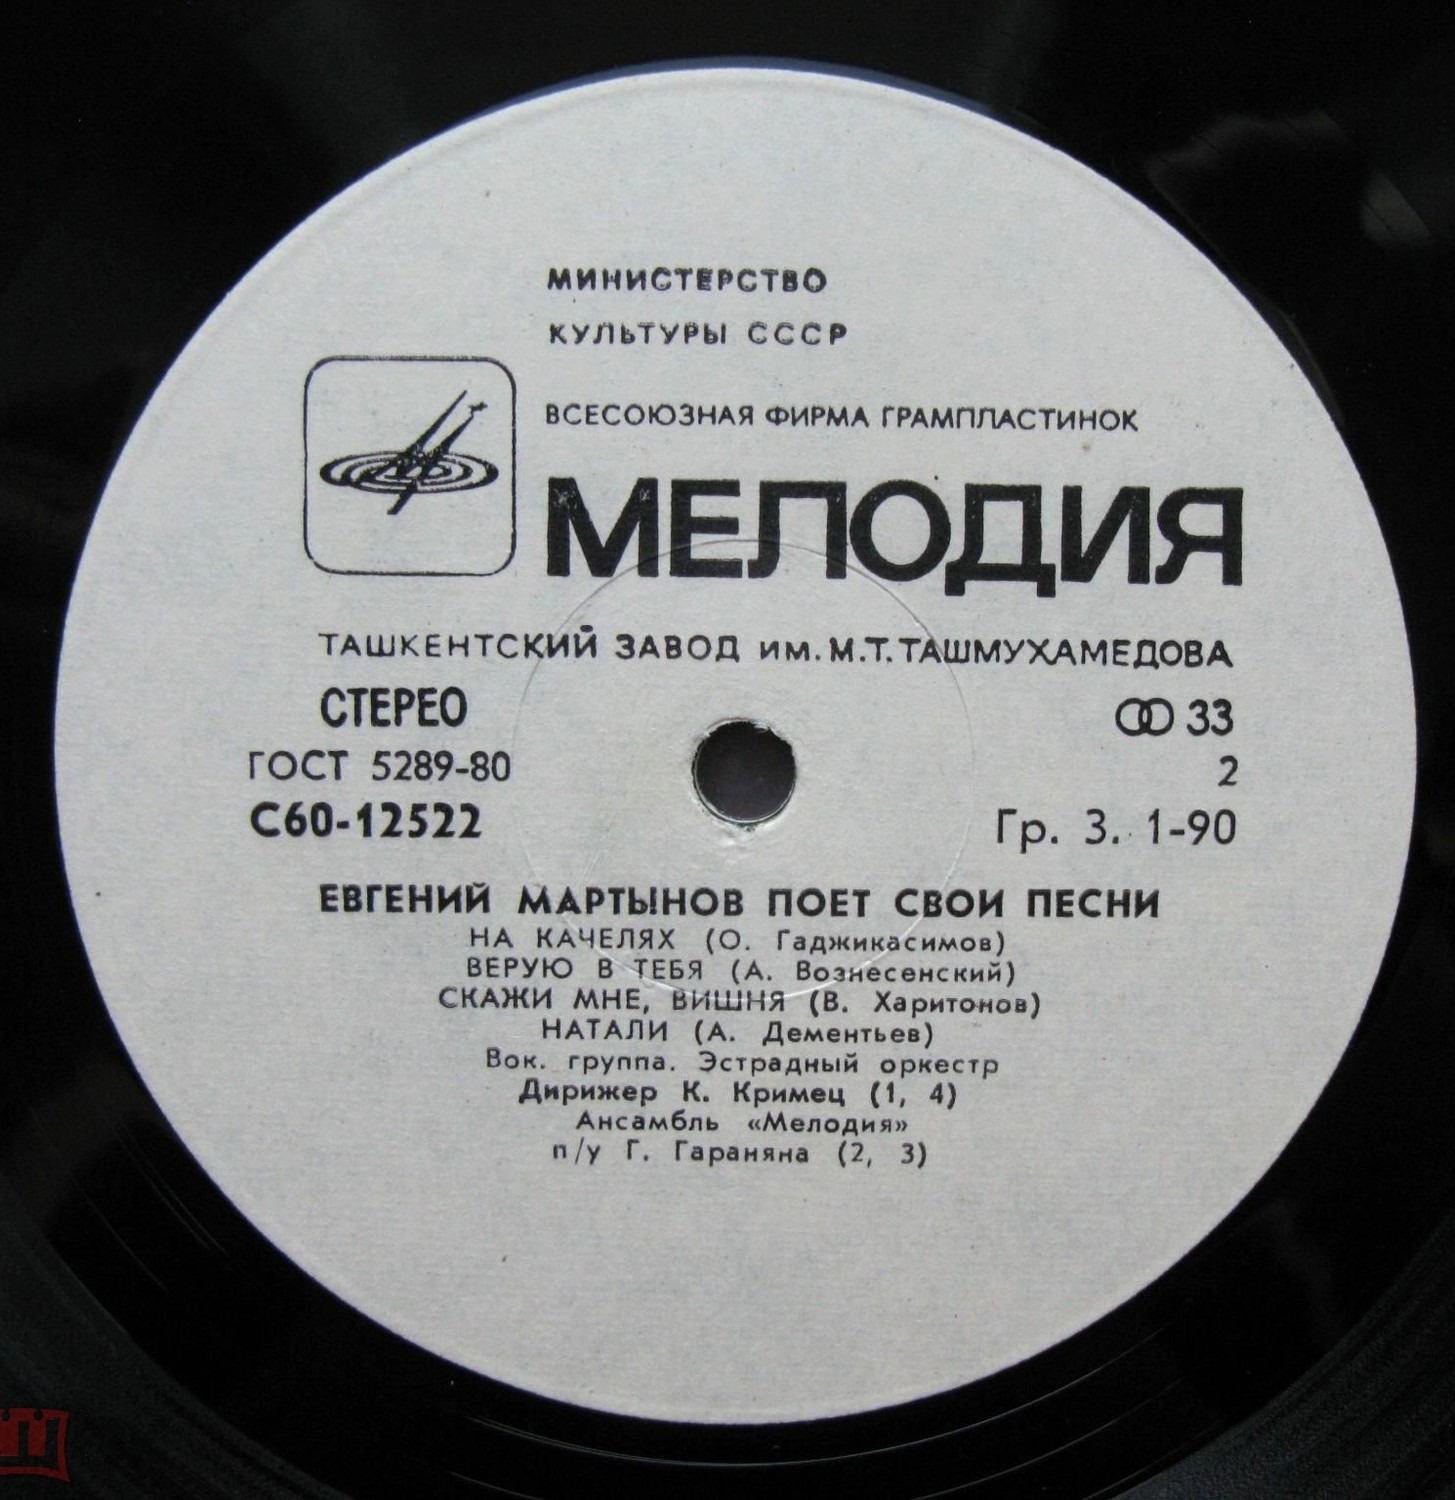 МИНИСТЕРСТВО
КУЛЬТУРЫ СССР
ВСЕСОЮЗНАЯ ФИРМА ГРАМПЛАСТИНОК
МЕЛОДИЯ
ТАШКЕНТСКИЙ ЗАВОД им. М.Т. ТАШМУХАМЕДОВА
СТЕРЕО 33
ГОСТ 5289-80 2
С60-12522 Гр. 3. 1-90
ЕВГЕНИЙ МАРТЫНОВ ПОЕТ СВОИ ПЕСНИ
НА КАЧЕЛЯХ (О. Гаджикасимов)
ВЕРУЮ В ТЕБЯ (А. Вознесенский)
СКАЖИ МНЕ, ВИШНЯ (В. Харитонов)
НАТАЛИ (А. Дементьев)
Вок. группа. Эстрадный оркестр
Дирижер К. Кримец (1, 4)
Ансамбль «Мелодия»
п/у Г. Гараняна (2, 3)